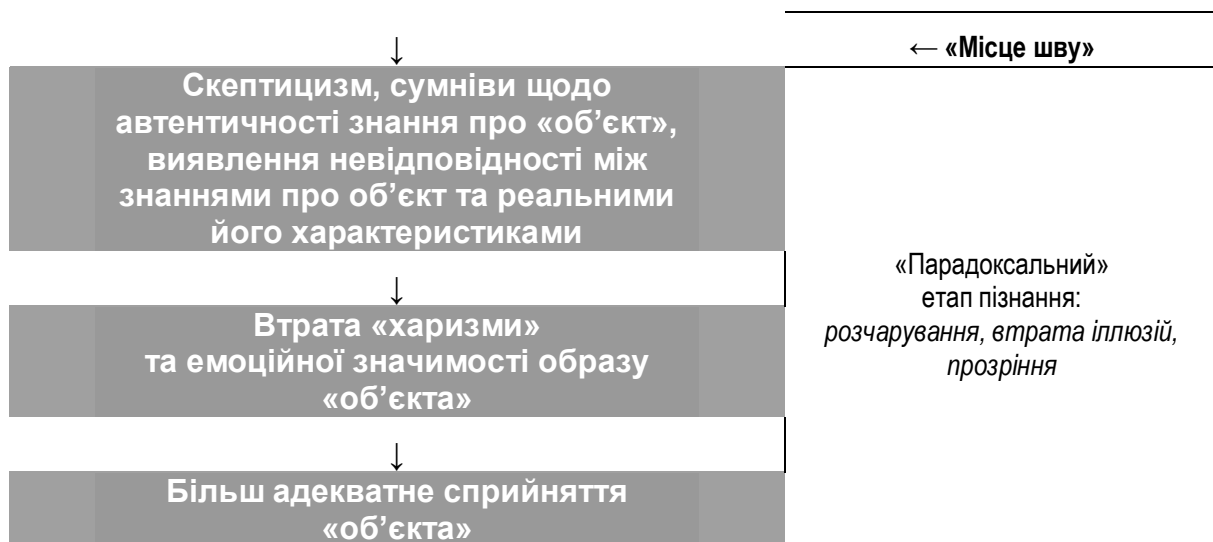 ↓
← «Місце шву»
Скептицизм, сумніви щодо
автентичності знання про «об’єкт»,
виявлення невідповідності між
знаннями про об’єкт та реальними
його характеристиками
↓
Втрата «харизми»
та емоційної значимості образу
«об’єкта»
↓
Більш адекватне сприйняття
«об’єкта»
«Парадоксальний»
етап пізнання:
розчарування, втрата іллюзій,
прозріння